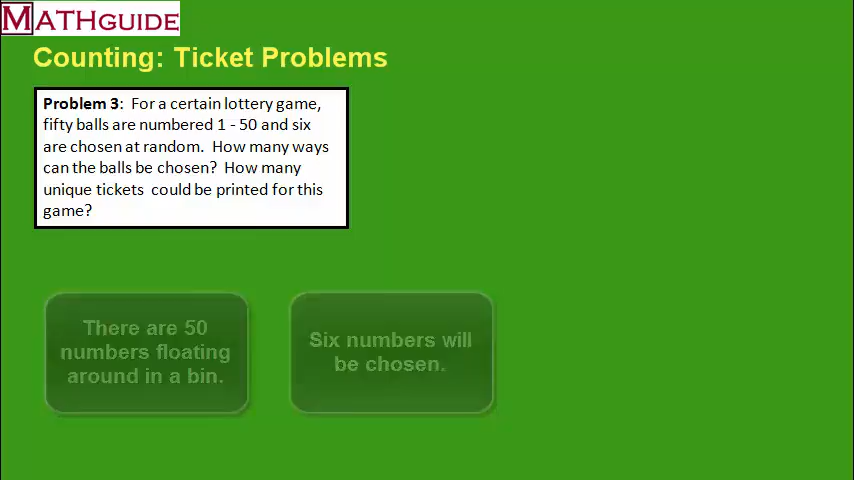 MATHGUIDE
Counting: Ticket Problems
Problem 3: For a certain lottery game,
fifty balls are numbered 1 - 50 and six
are chosen at random. How many ways
can the balls be chosen? How many
unique tickets could be printed for this
game?
There are 50
numbers floating
around in a bin.
Six numbers will
be chosen.